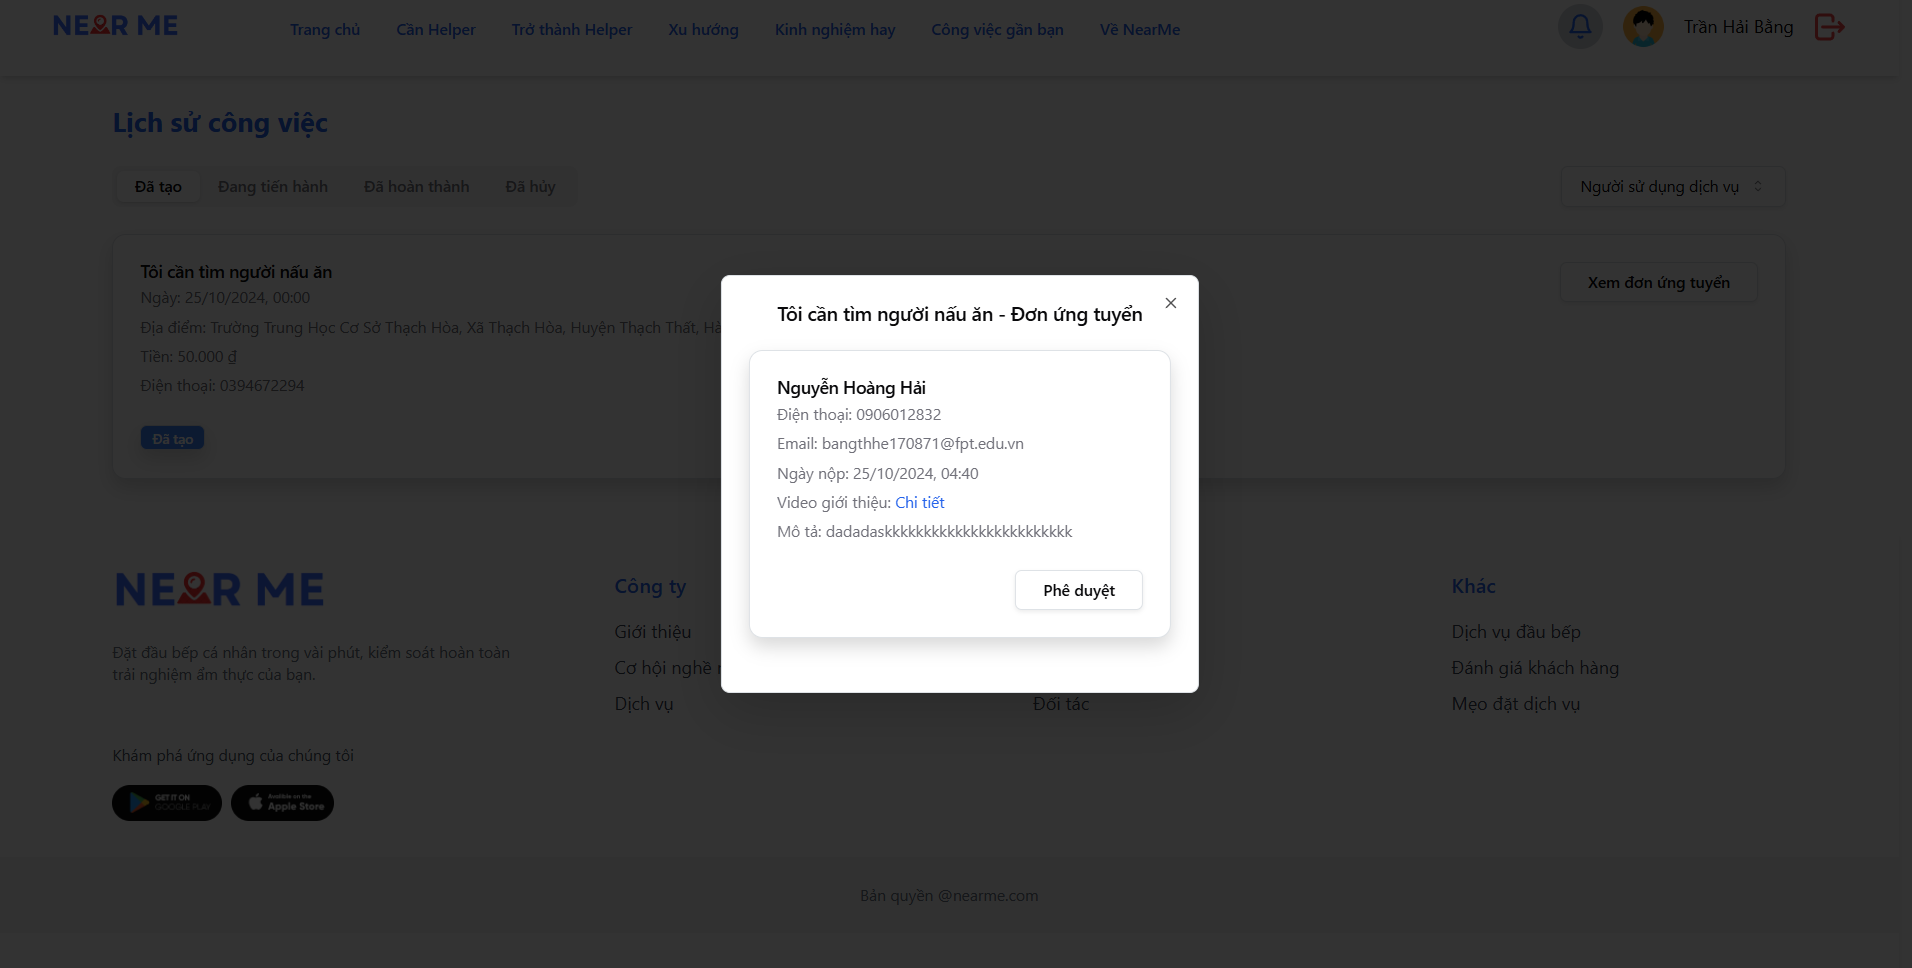 NEAR ME
Trang chủ
Cần Helper
Trở thành Helper
Xu hướng
Kinh nghiệm hay
Công việc gần bạn
Về NearMe
Trần Hải Bằng
Lịch sử công việc
Đã tạo
Đang tiến hành
Đã hoàn thành
Đã hủy
Người sử dụng dịch vụ
Tôi cần tìm người nấu ăn
Ngày: 25/10/2024, 00:00
Địa điểm: Trường Trung Học Cơ Sở Thạch Hòa, Xã Thạch Hòa, Huyện Thạch Thất,
Tiền: 50.000 ₫
Điện thoại: 0394672294
Đã tạo
Xem đơn ứng tuyển
Tôi cần tìm người nấu ăn - Đơn ứng tuyển
Nguyễn Hoàng Hải
Điện thoại: 0906012832
Email: bangthhe170871@fpt.edu.vn
Ngày nộp: 25/10/2024, 04:40
Video giới thiệu: Chi tiết
Mô tả: dadadaskkkkkkkkkkkkkkkkkkkkkkkk
Phê duyệt
NEAR ME
Đặt đầu bếp cá nhân trong vài phút, kiểm soát hoàn toàn
trải nghiệm ẩm thực của bạn.
Khám phá ứng dụng của chúng tôi
GET IT ON
GOOGLE PLAY
Available on the
Apple Store
Công ty
Giới thiệu
Cơ hội nghề
Dịch vụ
Đối tác
Khác
Dịch vụ đầu bếp
Đánh giá khách hàng
Mẹo đặt dịch vụ
Bản quyền @nearme.com